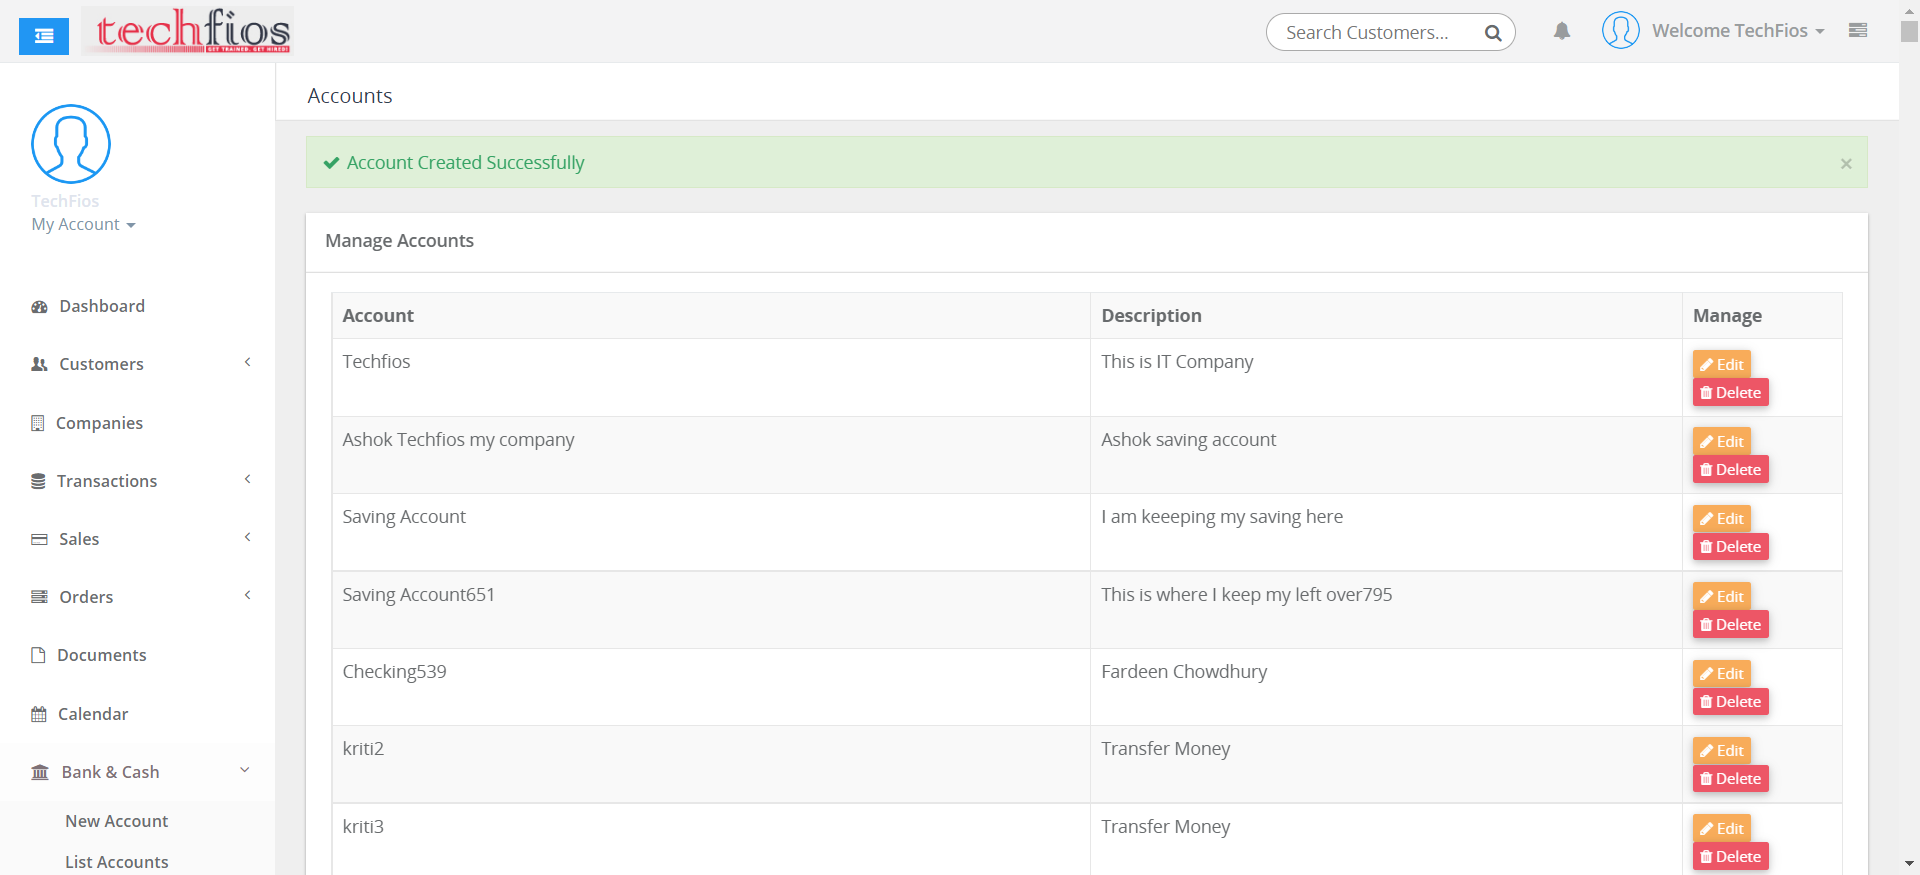 techfios
GET TRAINED. GET HIRED!
Search Customers...
Welcome TechFios
TechFios
My Account
Dashboard
Customers
Companies
Transactions
Sales
Orders
Documents
Calendar
Bank & Cash
New Account
List Accounts
Accounts
Account Created Successfully
×
Manage Accounts
Account Description Manage
Techfios This is IT Company Edit
Delete
Ashok Techfios my company Ashok saving account Edit
Delete
Saving Account I am keeeping my saving here Edit
Delete
Saving Account651 This is where I keep my left over795 Edit
Delete
Checking539 Fardeen Chowdhury Edit
Delete
kriti2 Transfer Money Edit
Delete
kriti3 Transfer Money Edit
Delete